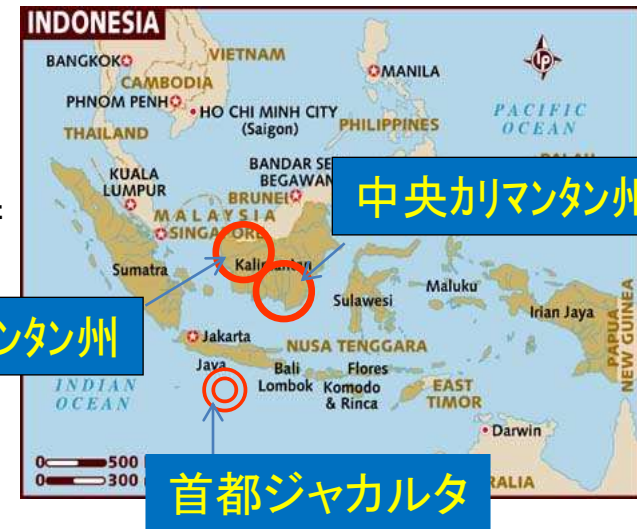 INDONESIA
BANGKOK
VIETNAM
CAMBODIA
MANILA
PHNOM PENH
HO CHI MINH CITY
(Saigon)
THAILAND
PHILIPPINES
PACIFIC
OCEAN
KUALA
LUMPUR
BANDAR SE
BEGAWAN
BRUNEI
中央カリマンタン州
MALAYSIA
SINGAPORE
Sumatra
Kalimantan
Sulawesi
Maluku
Irian Jaya
PAPUA
NEW GUINEA
ンタン州
Jakarta
NUSA TENGGARA
Java
Bali
Flores
INDIAN
OCEAN
Lombok
Komodo
& Rinca
EAST
TIMOR
Darwin
0 500
0 300
首都ジャカルタ
RALIA